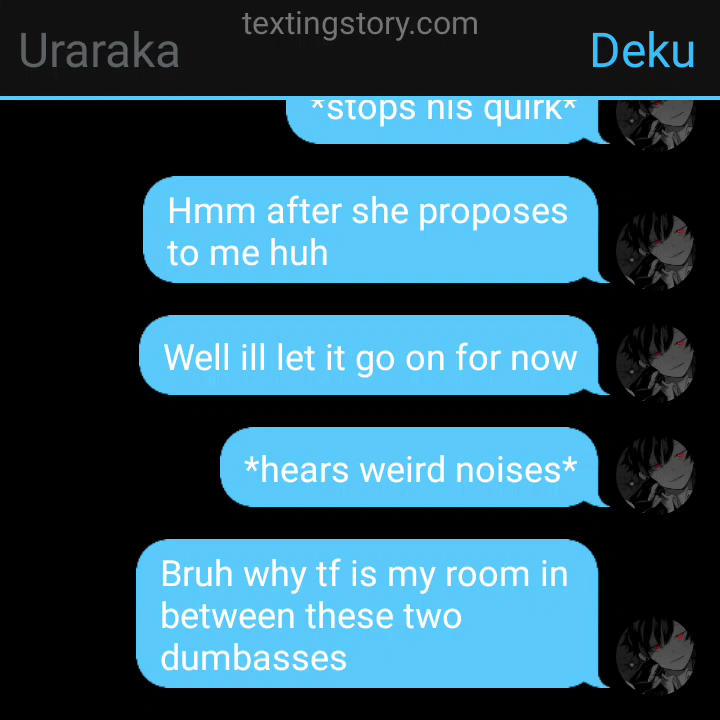 textingstory.com
Uraraka
Deku
*stops his quirk*
Hmm after she proposes
to me huh
Well ill let it go on for now
*hears weird noises*
Bruh why tf is my room in
between these two
dumbasses